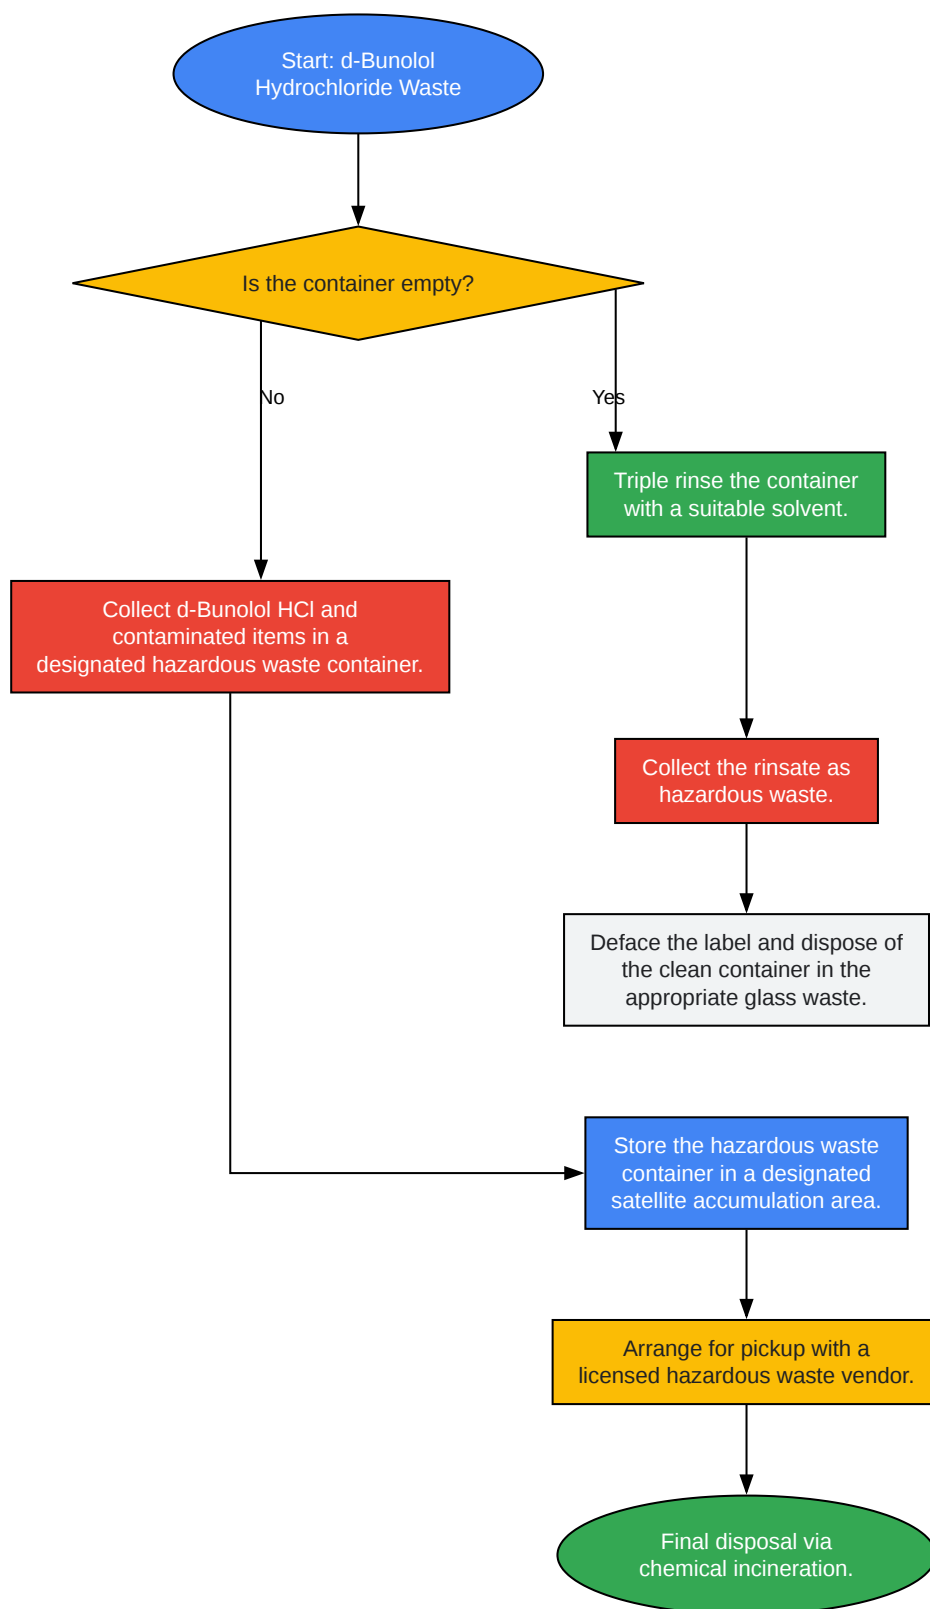 Start: d-Bunolol
Hydrochloride Waste
Is the container empty?
No
Yes
Triple rinse the container
with a suitable solvent.
Collect d-Bunolol HCl and
contaminated items in a
designated hazardous waste container.
Collect the rinsate as
hazardous waste.
Deface the label and dispose of
the clean container in the
appropriate glass waste.
Store the hazardous waste
container in a designated
satellite accumulation area.
Arrange for pickup with a
licensed hazardous waste vendor.
Final disposal via
chemical incineration.